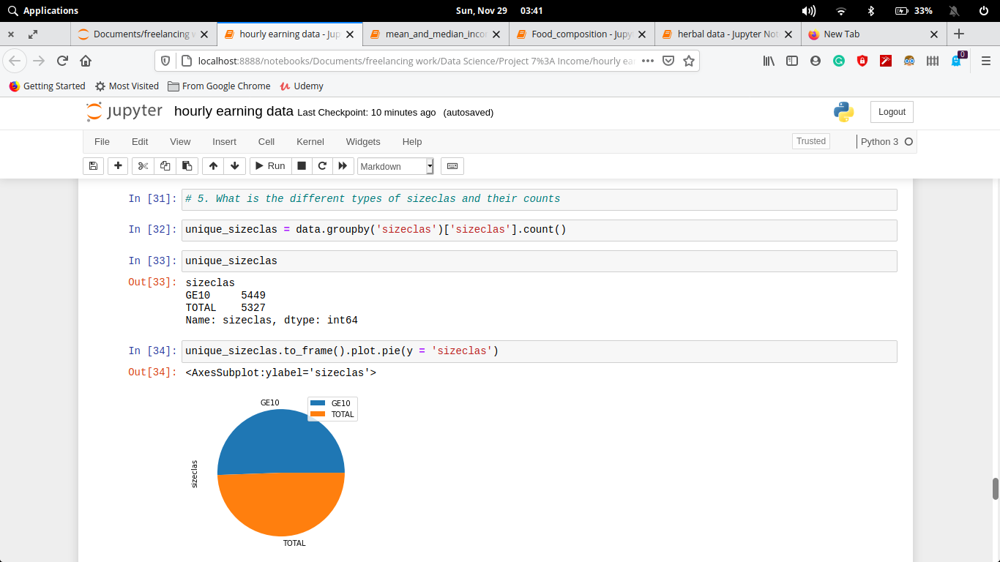 Applications
Sun, Nov 29 03:41
33%
Documents/freelancing
hourly earning data - Jup
mean_and_median_incor
Food_composition - Jupy
herbal data - Jupyter Not
New Tab
localhost:8888/notebooks/Documents/freelancing work/Data Science/Project 7%3A Income/hourly ea
0
Getting Started
Most Visited
From Google Chrome
Udemy
jupyter hourly earning data Last Checkpoint: 10 minutes ago (autosaved)
Logout
File Edit View Insert Cell Kernel Widgets Help
Trusted
Python 3
Run
Markdown
In [31]: # 5. What is the different types of sizeclas and their counts
In [32]: unique_sizeclas = data.groupby('sizeclas')['sizeclas'].count()
In [33]: unique_sizeclas
Out[33]: sizeclas
GE10 5449
TOTAL 5327
Name: sizeclas, dtype: int64
In [34]: unique_sizeclas.to_frame().plot.pie(y = 'sizeclas')
Out[34]: <AxesSubplot:ylabel='sizeclas'>
GE10
GE10
TOTAL
sizeclas
TOTAL